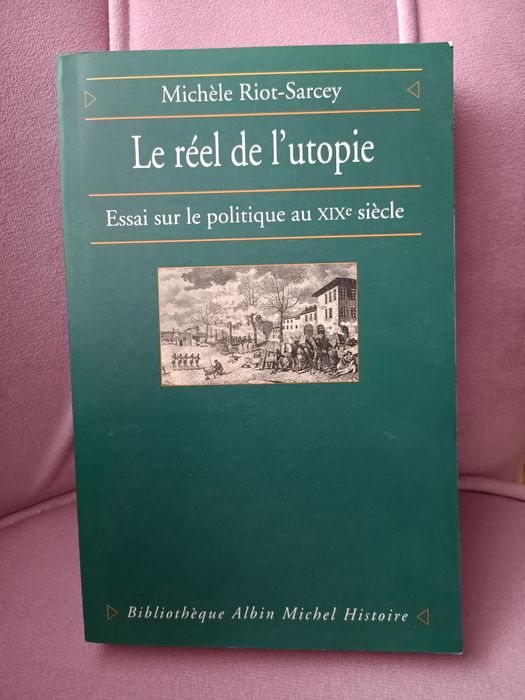 Michèle Riot-Sarcey
Le réel de l'utopie
Essai sur le politique au XIXe siècle
Bibliothèque Albin Michel Histoire